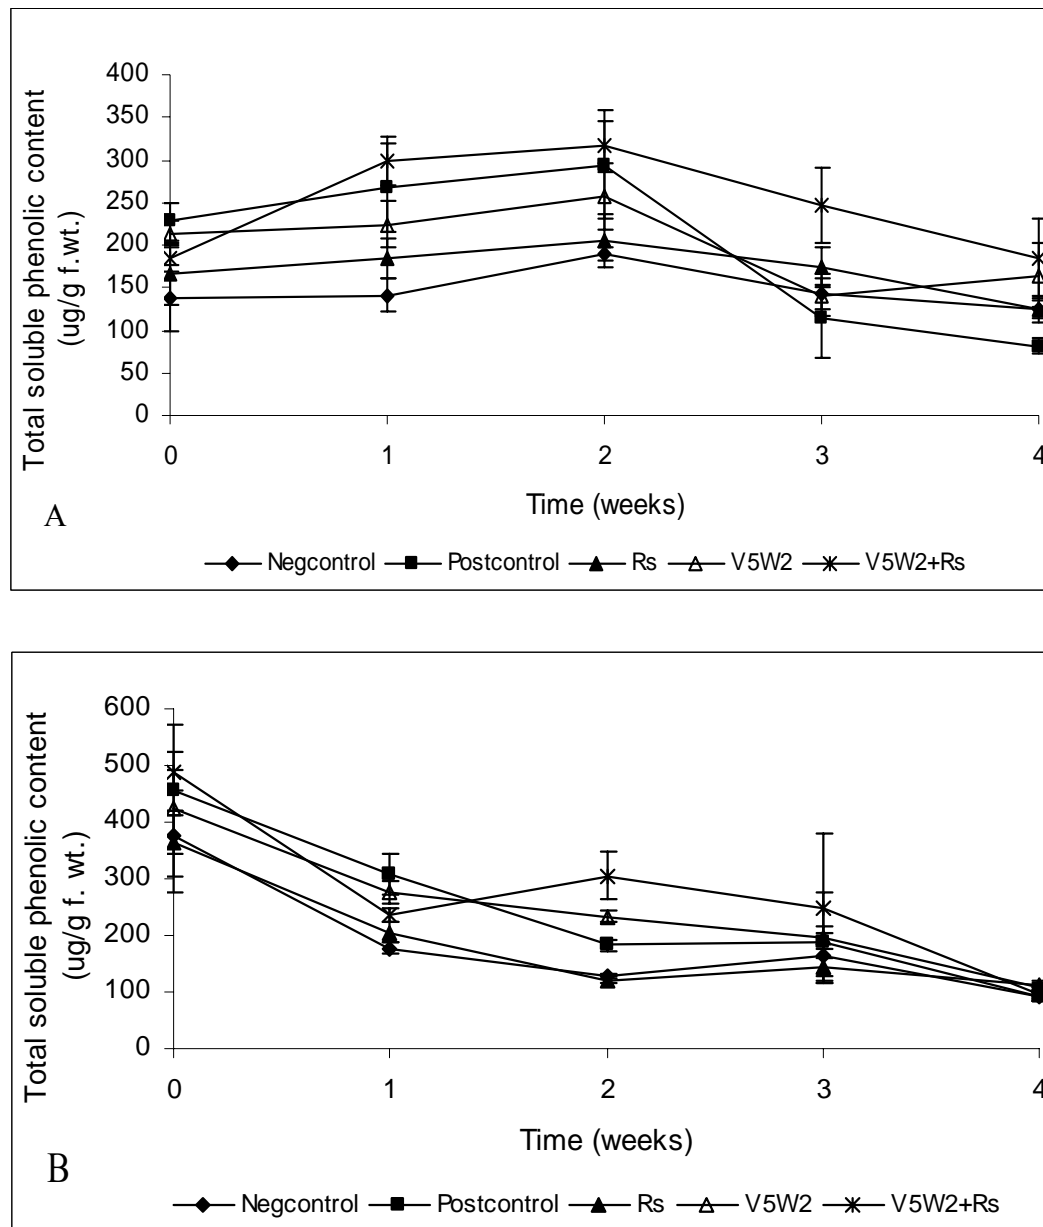 Total soluble phenolic content
(ug/g f.wt.)
400
350
300
250
200
150
100
50
0
0 1 2 3 4
Time (weeks)
A
Negcontrol Postcontrol Rs V5W2 V5W2+Rs
Total soluble phenolic content
(ug/g f. wt.)
600
500
400
300
200
100
0
0 1 2 3 4
Time (weeks)
B
Negcontrol Postcontrol Rs V5W2 V5W2+Rs